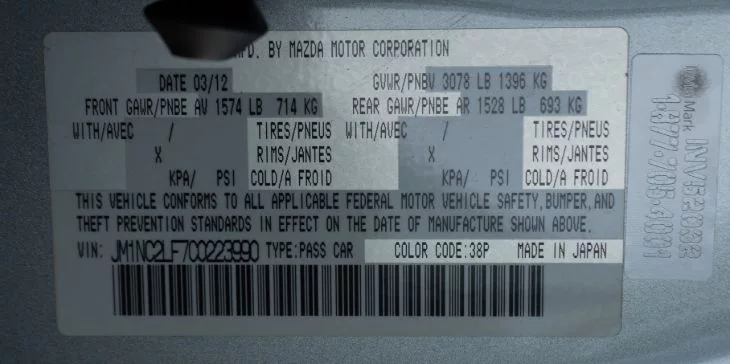 MFD. BY MAZDA MOTOR CORPORATION
DATE 03/12 GVWR/PNBV 3078 LB 1396 KG
FRONT GAWR/PNBE AV 1574 LB 714 KG REAR GAWR/PNBE AR 1528 LB 693 KG
WITH/AVEC / TIRES/PNEUS WITH/AVEC / TIRES/PNEUS
X RIMS/JANTES X RIMS/JANTES
KPA/ PSI COLD/A FROID KPA/ PSI COLD/A FROID
THIS VEHICLE CONFORMS TO ALL APPLICABLE FEDERAL MOTOR VEHICLE SAFETY, BUMPER, AND
THEFT PREVENTION STANDARDS IN EFFECT ON THE DATE OF MANUFACTURE SHOWN ABOVE.
VIN: JM1NC2LF7C0223990 TYPE:PASS CAR COLOR CODE:38P MADE IN JAPAN
Mark